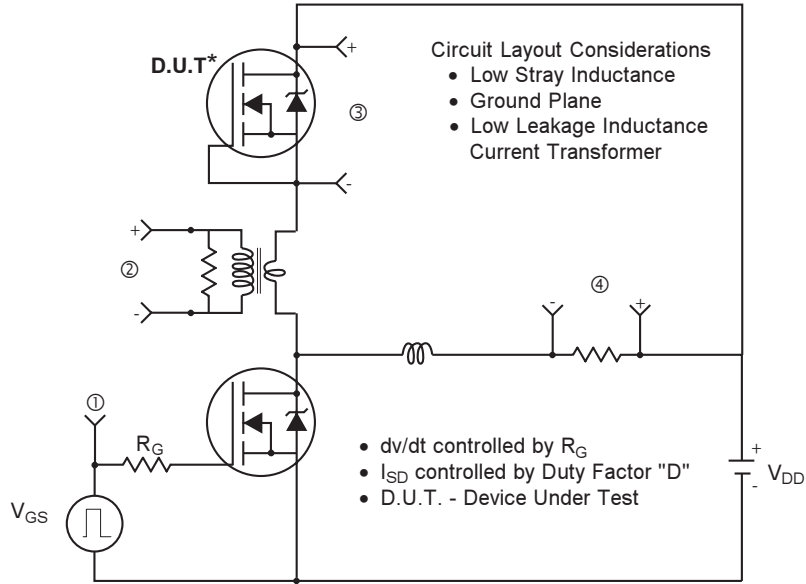 D.U.T*
+
Circuit Layout Considerations
• Low Stray Inductance
• Ground Plane
• Low Leakage Inductance
Current Transformer
③
-
+
②
-
④
- +
①
R_G
V_GS
• dv/dt controlled by R_G
• I_SD controlled by Duty Factor "D"
• D.U.T. - Device Under Test
+
V_DD
-